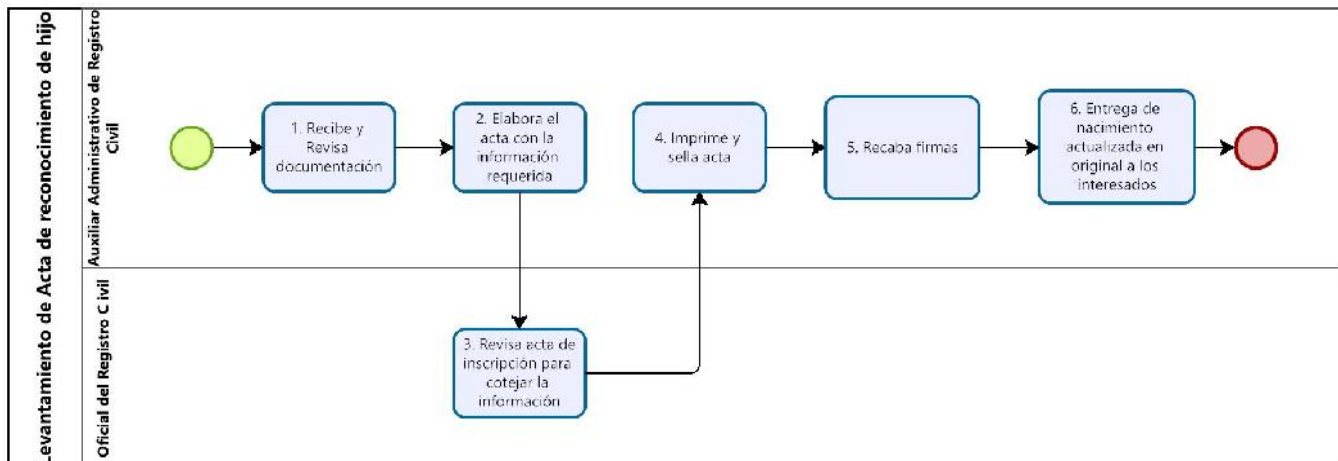 Levantamiento de Acta de reconocimiento de hijo
Auxiliar Administrativo de Registro
Civil
1. Recibe y
Revisa
documentación
2. Elabora el
acta con la
información
requerida
4. Imprime y
sella acta
5. Recaba firmas
6. Entrega de
nacimiento
actualizada en
original a los
interesados
Oficial del Registro C ivil
3. Revisa acta de
inscripción para
cotejar la
información